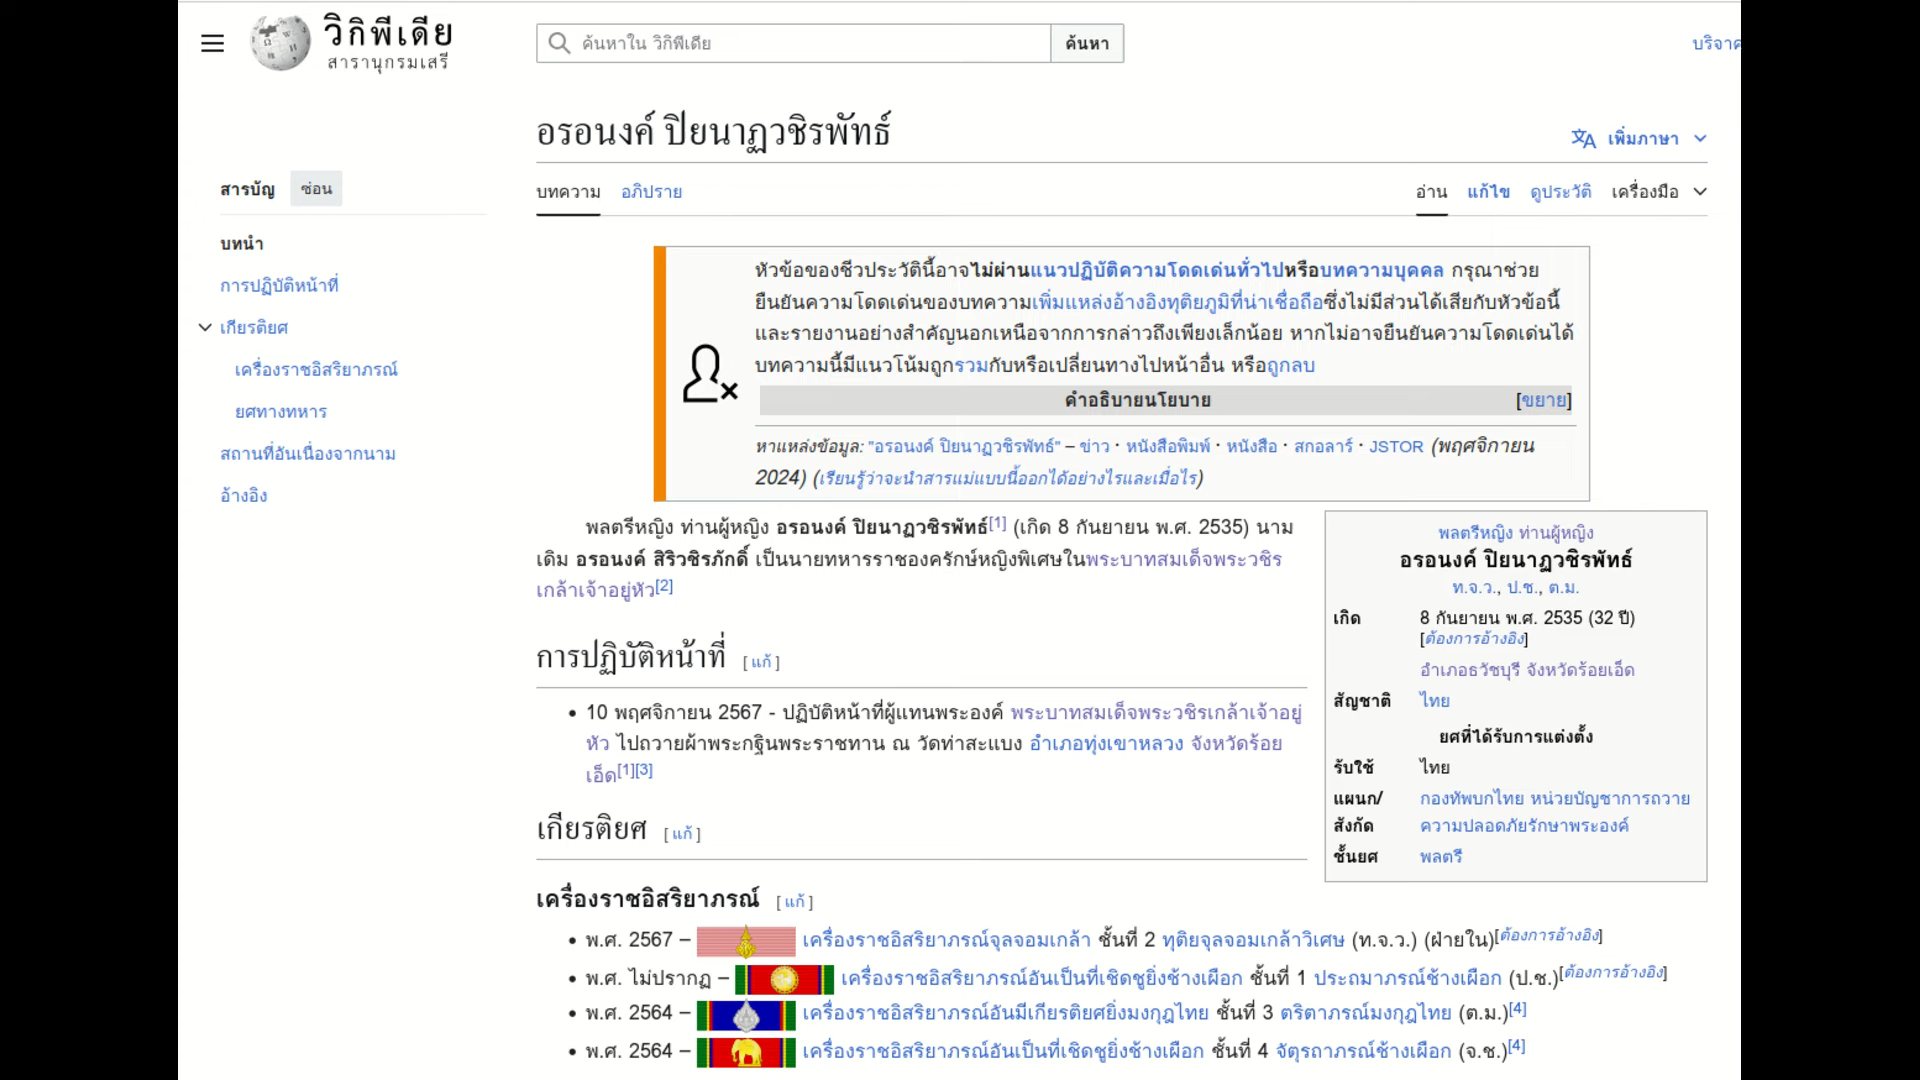 วิกิพีเดีย
สารานุกรมเสรี
ค้นหาใน วิกิพีเดีย
ค้นหา
บริจาค
อรอนงค์ ปิยนาฏวชิรพัทธ์
เพิ่มภาษา
สารบัญ ซ่อน
บทความ อภิปราย
อ่าน แก้ไข ดูประวัติ เครื่องมือ
บทนำ
การปฏิบัติหน้าที่
เกียรติยศ
เครื่องราชอิสริยาภรณ์
ยศทางทหาร
สถานที่อันเนื่องจากนาม
อ้างอิง
หัวข้อของชีวประวัตินี้อาจไม่ผ่านแนวปฏิบัติความโดดเด่นทั่วไปหรือบทความบุคคล กรุณาช่วย
ยืนยันความโดดเด่นของบทความเพิ่มแหล่งอ้างอิงทุติยภูมิที่น่าเชื่อถือซึ่งไม่มีส่วนได้เสียกับหัวข้อนี้
และรายงานอย่างสำคัญนอกเหนือจากการกล่าวถึงเพียงเล็กน้อย หากไม่อาจยืนยันความโดดเด่นได้
บทความนี้มีแนวโน้มถูกรวมกับหรือเปลี่ยนทางไปหน้าอื่น หรือถูกลบ
คำอธิบายนโยบาย [ขยาย]
หาแหล่งข้อมูล: "อรอนงค์ ปิยนาฏวชิรพัทธ์" – ข่าว · หนังสือพิมพ์ · หนังสือ · สกอลาร์ · JSTOR (พฤศจิกายน
2024) (เรียนรู้ว่าจะนำสารแม่แบบนี้ออกได้อย่างไรและเมื่อไร)
พลตรีหญิง ท่านผู้หญิง อรอนงค์ ปิยนาฏวชิรพัทธ์[1] (เกิด 8 กันยายน พ.ศ. 2535) นาม
เดิม อรอนงค์ สิริวชิรภักดิ์ เป็นนายทหารราชองครักษ์หญิงพิเศษในพระบาทสมเด็จพระวชิร
เกล้าเจ้าอยู่หัว[2]
การปฏิบัติหน้าที่ [ แก้ ]
• 10 พฤศจิกายน 2567 - ปฏิบัติหน้าที่ผู้แทนพระองค์ พระบาทสมเด็จพระวชิรเกล้าเจ้าอยู่
หัว ไปถวายผ้าพระกฐินพระราชทาน ณ วัดท่าสะแบง อำเภอทุ่งเขาหลวง จังหวัดร้อย
เอ็ด[1][3]
เกียรติยศ [ แก้ ]
พลตรีหญิง ท่านผู้หญิง
อรอนงค์ ปิยนาฏวชิรพัทธ์
ท.จ.ว., ป.ช., ต.ม.
เกิด 8 กันยายน พ.ศ. 2535 (32 ปี)
[ต้องการอ้างอิง]
อำเภอธวัชบุรี จังหวัดร้อยเอ็ด
สัญชาติ ไทย
ยศที่ได้รับการแต่งตั้ง
รับใช้ ไทย
แผนก/ กองทัพบกไทย หน่วยบัญชาการถวาย
สังกัด ความปลอดภัยรักษาพระองค์
ชั้นยศ พลตรี
เครื่องราชอิสริยาภรณ์ [ แก้ ]
• พ.ศ. 2567 – เครื่องราชอิสริยาภรณ์จุลจอมเกล้า ชั้นที่ 2 ทุติยจุลจอมเกล้าวิเศษ (ท.จ.ว.) (ฝ่ายใน)[ต้องการอ้างอิง]
• พ.ศ. ไม่ปรากฏ – เครื่องราชอิสริยาภรณ์อันเป็นที่เชิดชูยิ่งช้างเผือก ชั้นที่ 1 ประถมาภรณ์ช้างเผือก (ป.ช.)[ต้องการอ้างอิง]
• พ.ศ. 2564 – เครื่องราชอิสริยาภรณ์อันมีเกียรติยศยิ่งมงกุฎไทย ชั้นที่ 3 ตริตาภรณ์มงกุฎไทย (ต.ม.)[4]
• พ.ศ. 2564 – เครื่องราชอิสริยาภรณ์อันเป็นที่เชิดชูยิ่งช้างเผือก ชั้นที่ 4 จัตุรถาภรณ์ช้างเผือก (จ.ช.)[4]